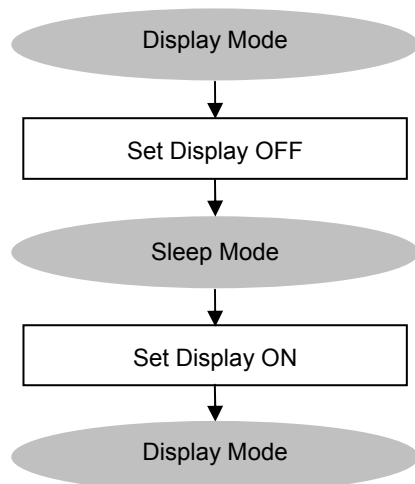 Display Mode
Set Display OFF
Sleep Mode
Set Display ON
Display Mode